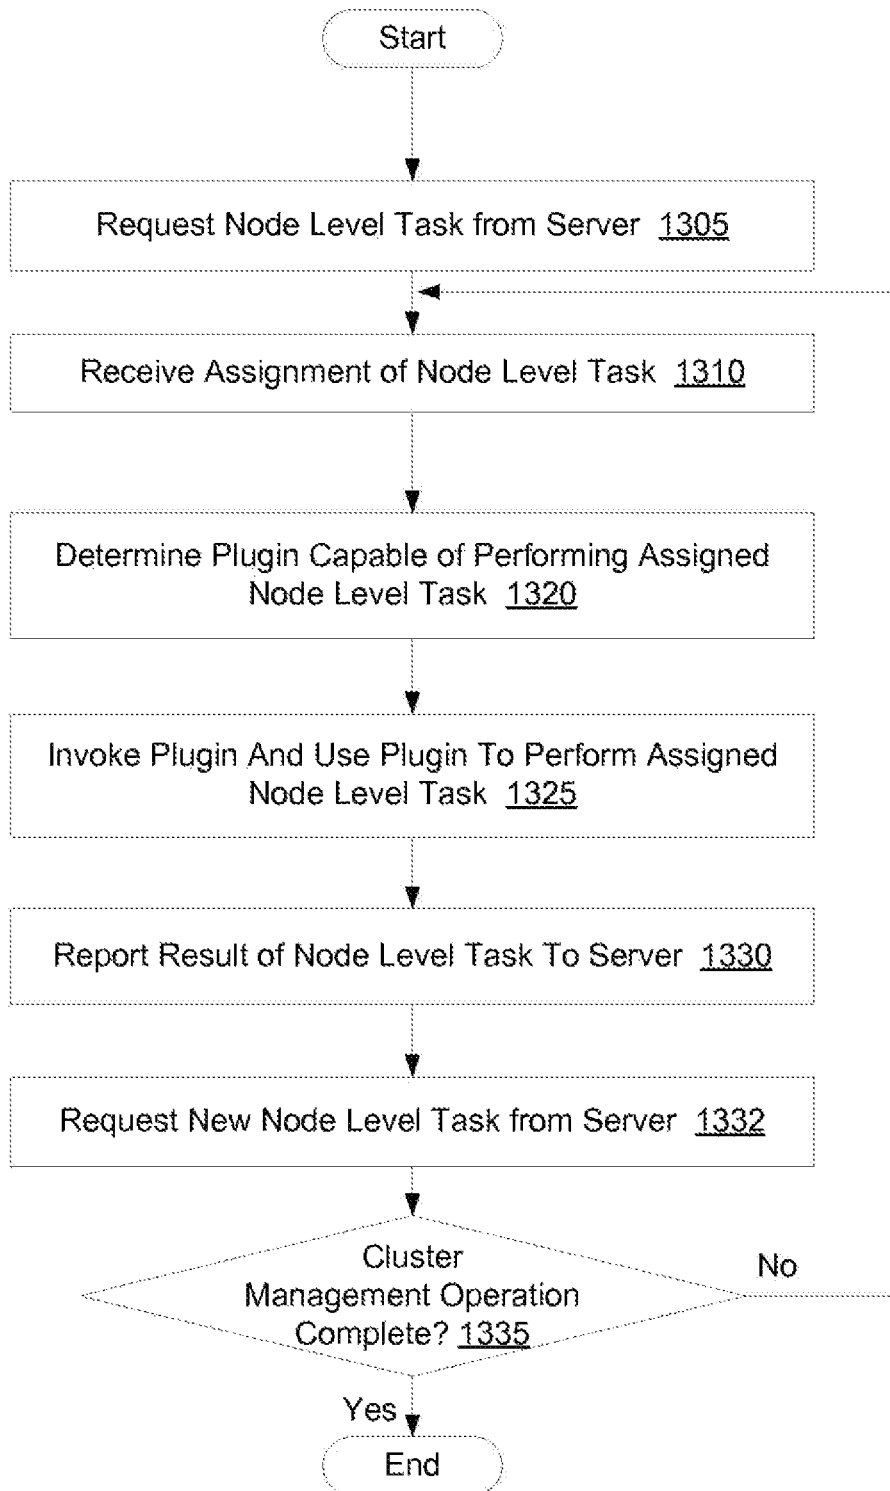 Start
Request Node Level Task from Server 1305
Receive Assignment of Node Level Task 1310
Determine Plugin Capable of Performing Assigned
Node Level Task 1320
Invoke Plugin And Use Plugin To Perform Assigned
Node Level Task 1325
Report Result of Node Level Task To Server 1330
Request New Node Level Task from Server 1332
Cluster
Management Operation
Complete? 1335
No
Yes
End